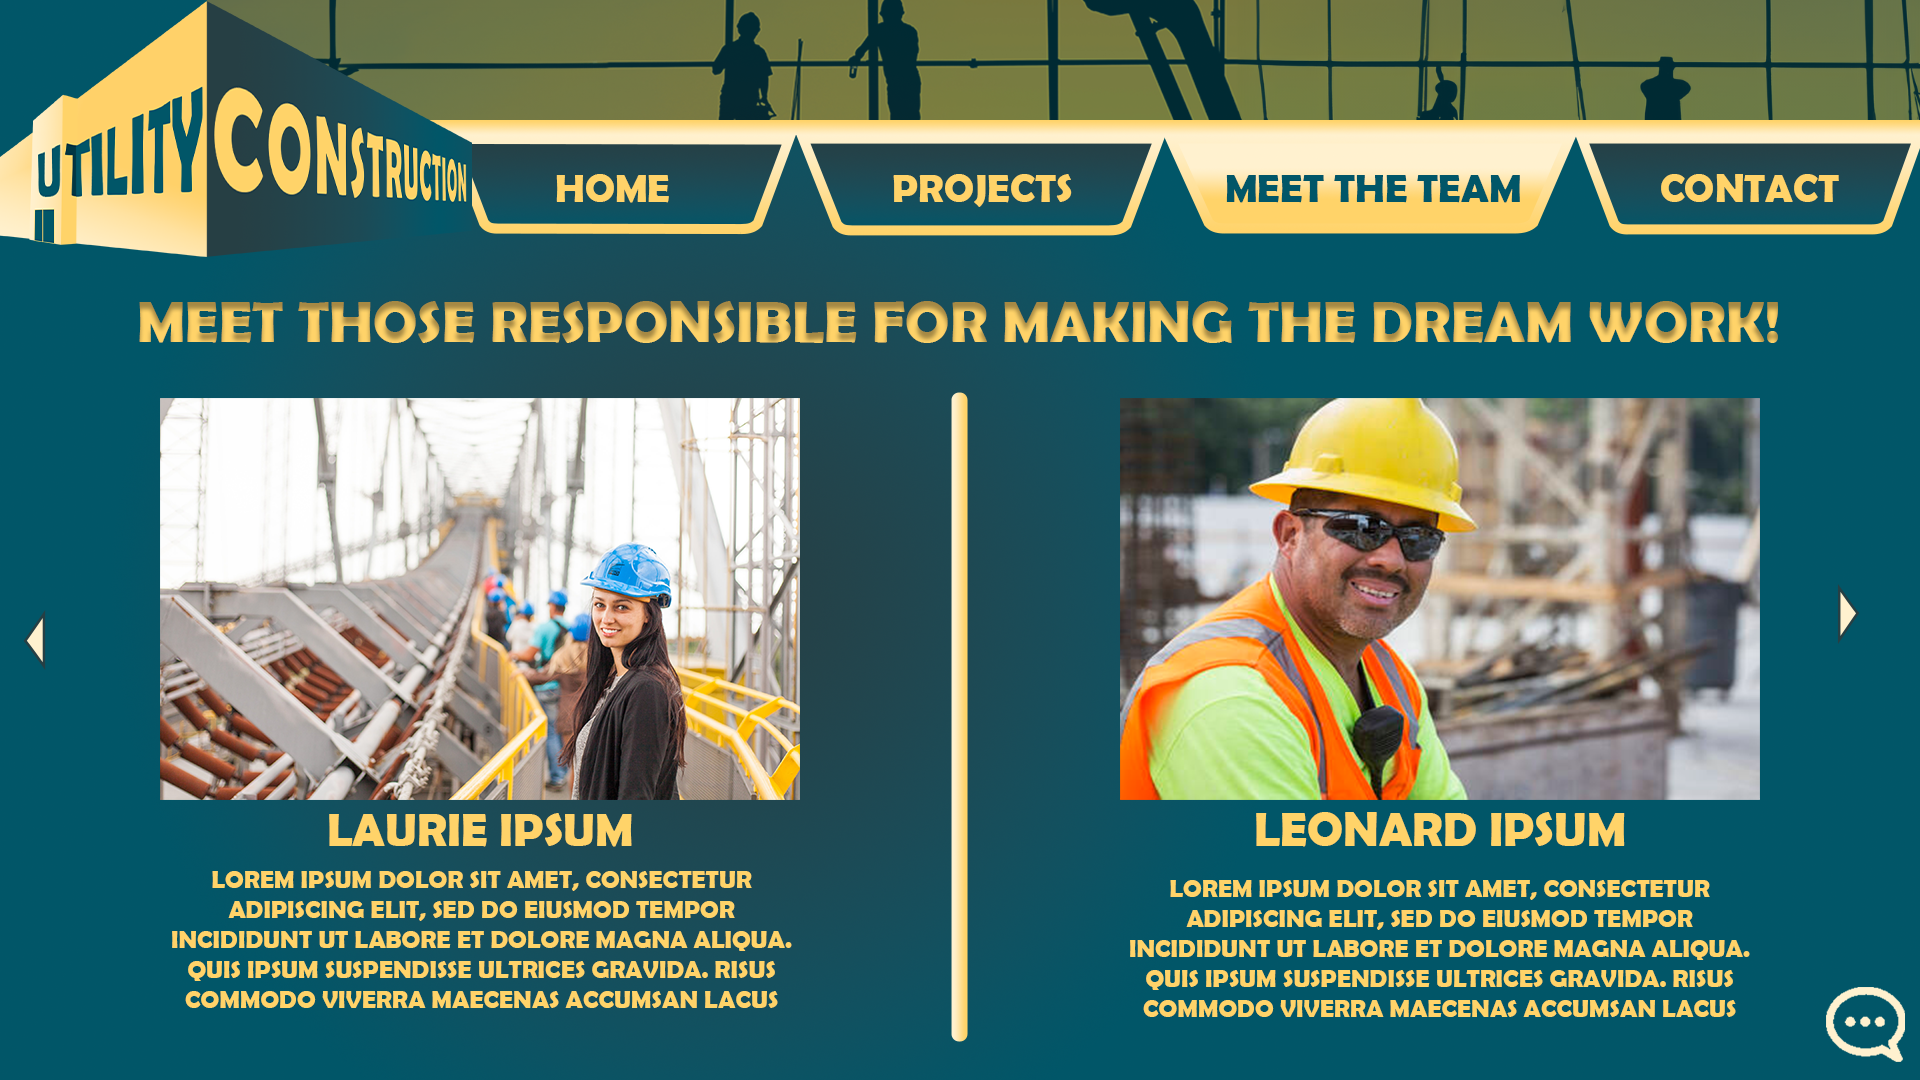 UTILITY CONSTRUCTION
HOME
PROJECTS
MEET THE TEAM
CONTACT
MEET THOSE RESPONSIBLE FOR MAKING THE DREAM WORK!
LAURIE IPSUM
LOREM IPSUM DOLOR SIT AMET, CONSECTETUR
ADIPISCING ELIT, SED DO EIUSMOD TEMPOR
INCIDIDUNT UT LABORE ET DOLORE MAGNA ALIQUA.
QUIS IPSUM SUSPENDISSE ULTRICES GRAVIDA. RISUS
COMMODO VIVERRA MAECENAS ACCUMSAN LACUS
LEONARD IPSUM
LOREM IPSUM DOLOR SIT AMET, CONSECTETUR
ADIPISCING ELIT, SED DO EIUSMOD TEMPOR
INCIDIDUNT UT LABORE ET DOLORE MAGNA ALIQUA.
QUIS IPSUM SUSPENDISSE ULTRICES GRAVIDA. RISUS
COMMODO VIVERRA MAECENAS ACCUMSAN LACUS